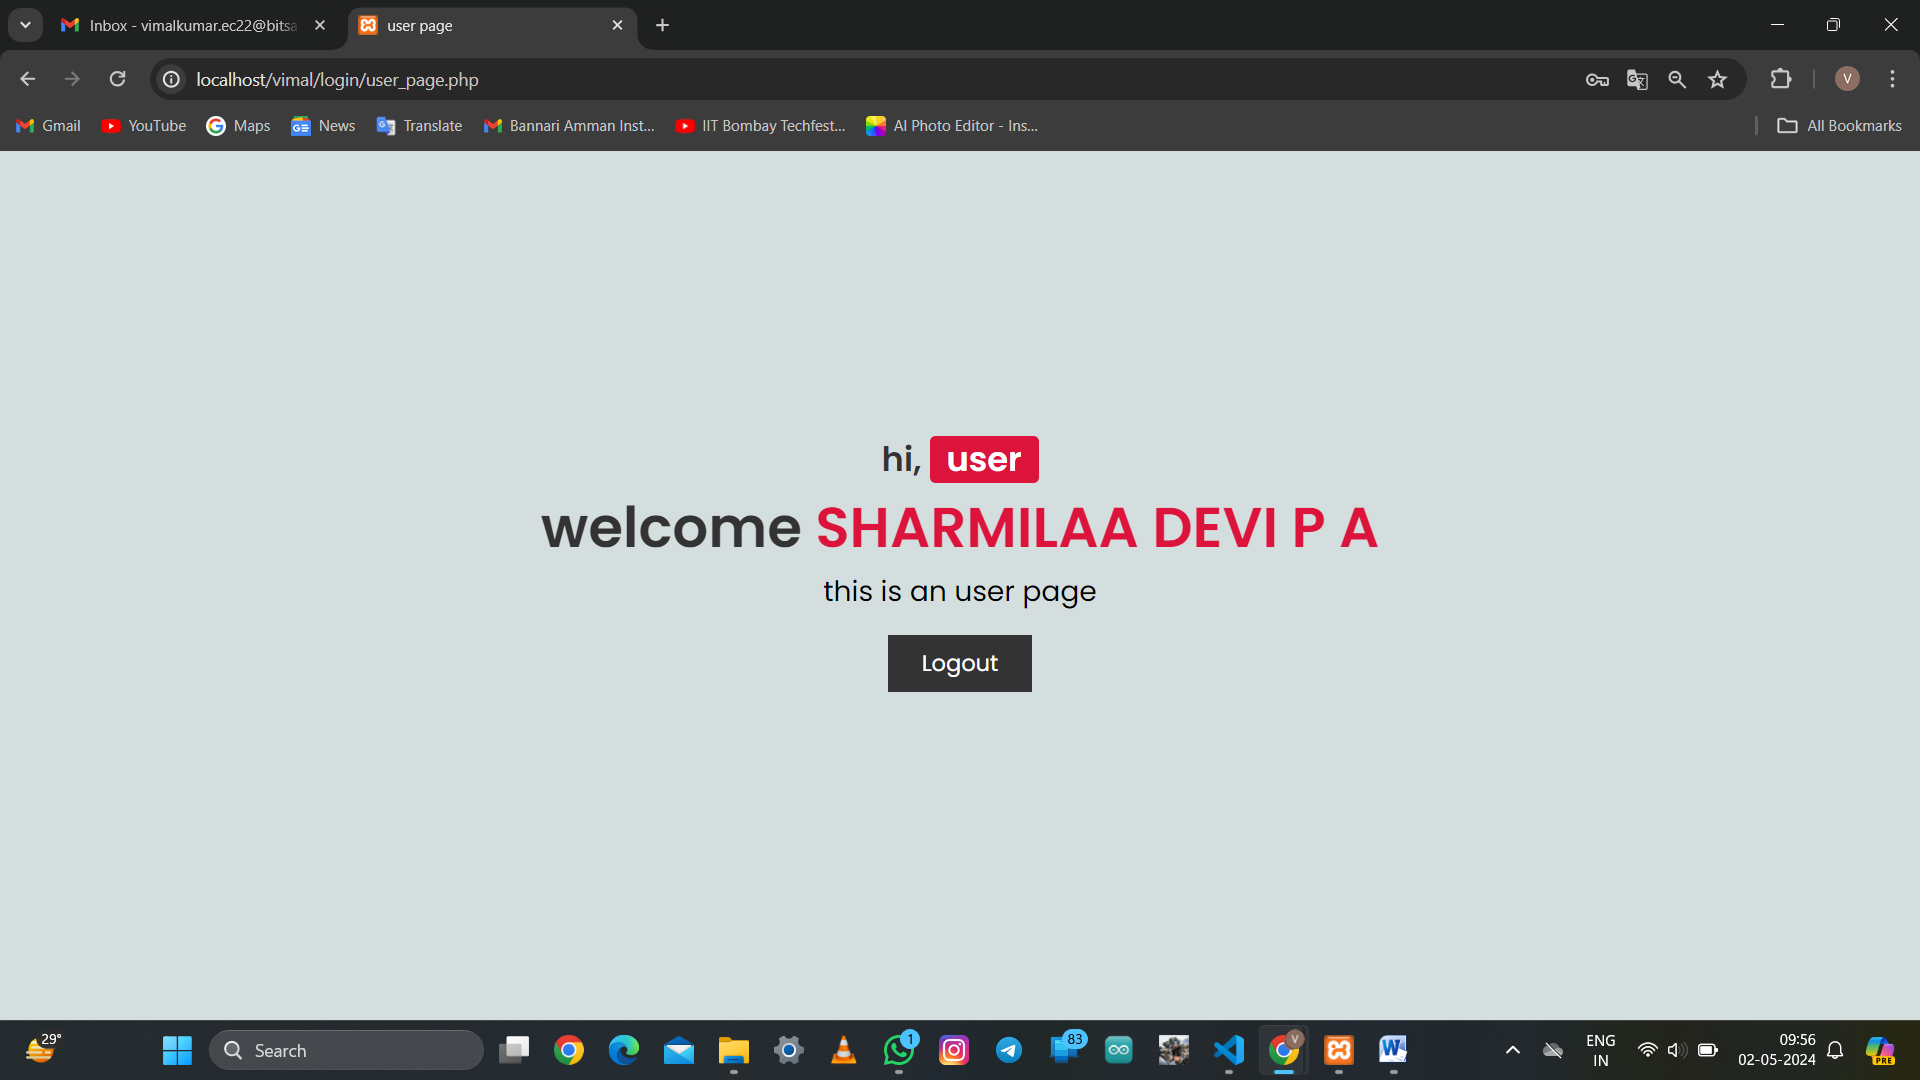 Inbox - vimalkumar.ec22@bitsa
user page
localhost/vimal/login/user_page.php
V
Gmail
YouTube
Maps
News
Translate
Bannari Amman Inst...
IIT Bombay Techfest...
AI Photo Editor - Ins...
All Bookmarks
hi, user
welcome SHARMILAA DEVI P A
this is an user page
Logout
29°
Search
1
83
V
ENG
IN
09:56
02-05-2024
PRE